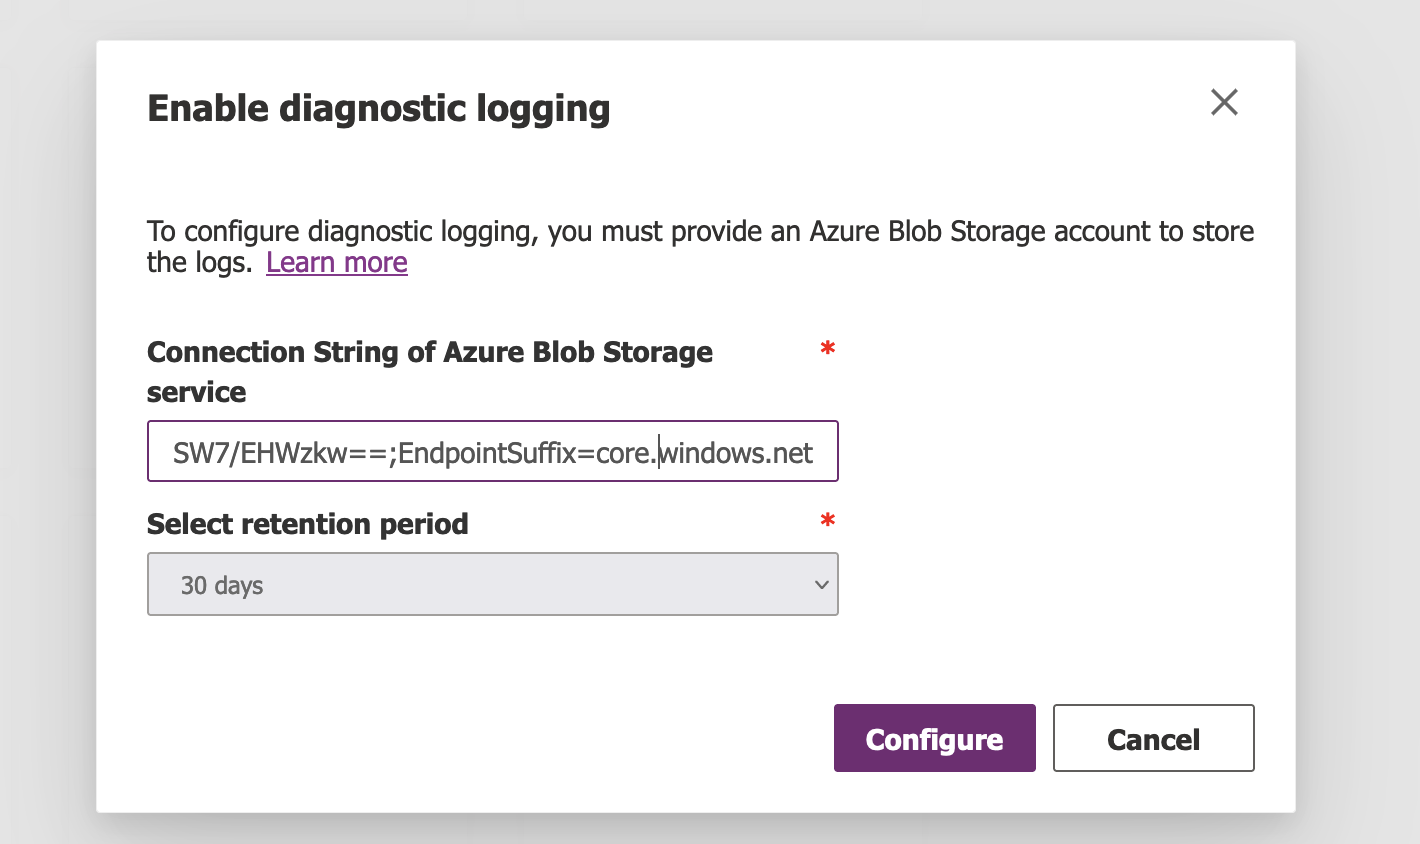 Enable diagnostic logging
To configure diagnostic logging, you must provide an Azure Blob Storage account to store
the logs. Learn more
Connection String of Azure Blob Storage *
service
SW7/EHWzkw==;EndpointSuffix=core.windows.net
Select retention period *
30 days
Configure Cancel